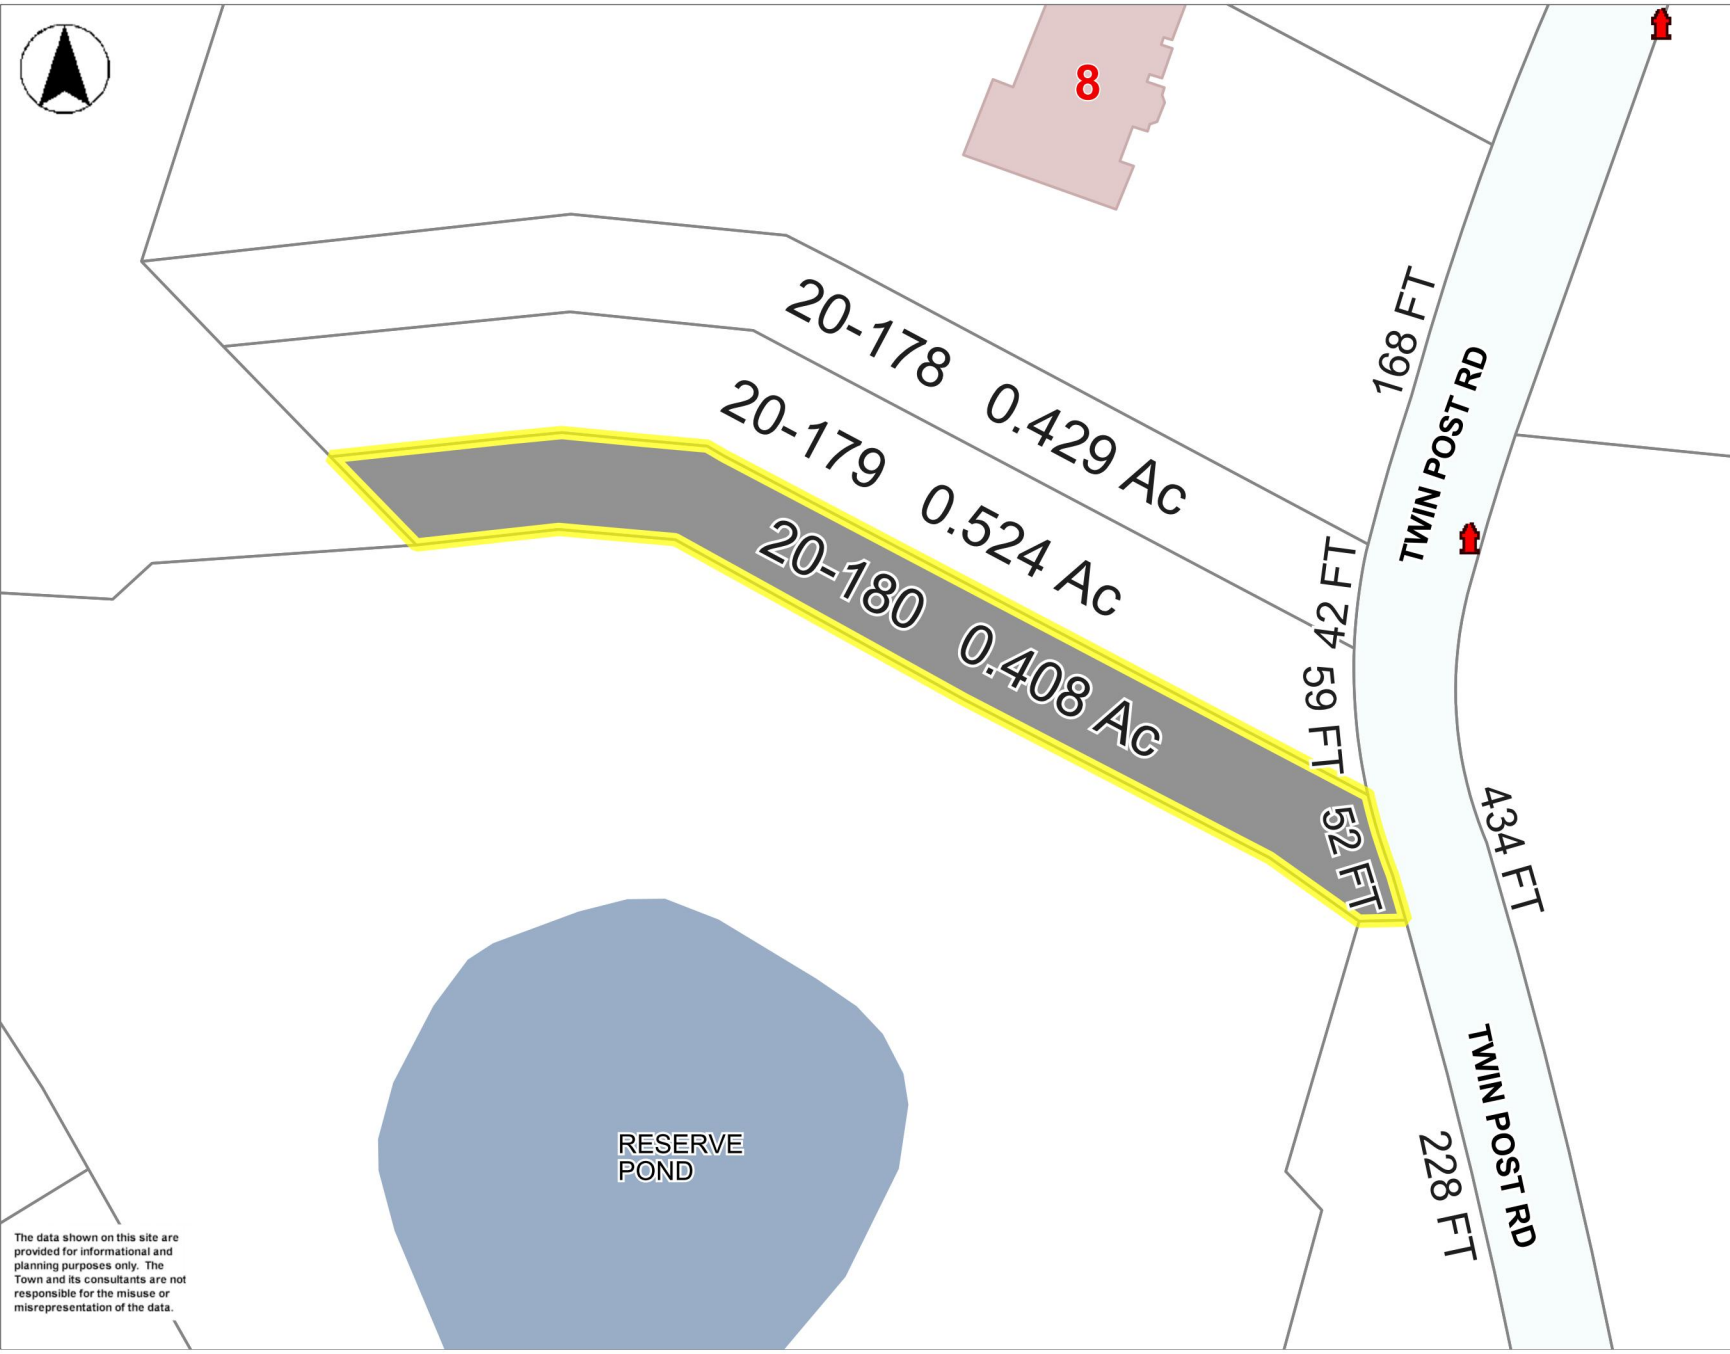 8
168 FT
TWIN POST RD
20-178 0.429 Ac
20-179 0.524 Ac
42 FT
20-180 0.408 Ac
59 FT
52 FT
434 FT
TWIN POST RD
228 FT
RESERVE
POND
The data shown on this site are
provided for informational and
planning purposes only. The
Town and its consultants are not
responsible for the misuse or
misrepresentation of the data.